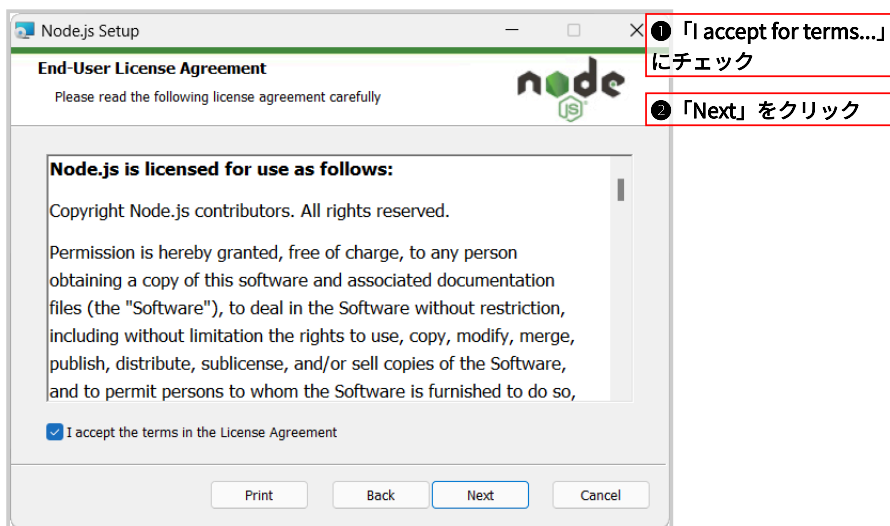 Node.js Setup
❶「I accept for terms...」
にチェック
End-User License Agreement
Please read the following license agreement carefully
node
JS
❷「Next」をクリック
Node.js is licensed for use as follows:
Copyright Node.js contributors. All rights reserved.
Permission is hereby granted, free of charge, to any person
obtaining a copy of this software and associated documentation
files (the "Software"), to deal in the Software without restriction,
including without limitation the rights to use, copy, modify, merge,
publish, distribute, sublicense, and/or sell copies of the Software,
and to permit persons to whom the Software is furnished to do so,
I accept the terms in the License Agreement
Print Back Next Cancel